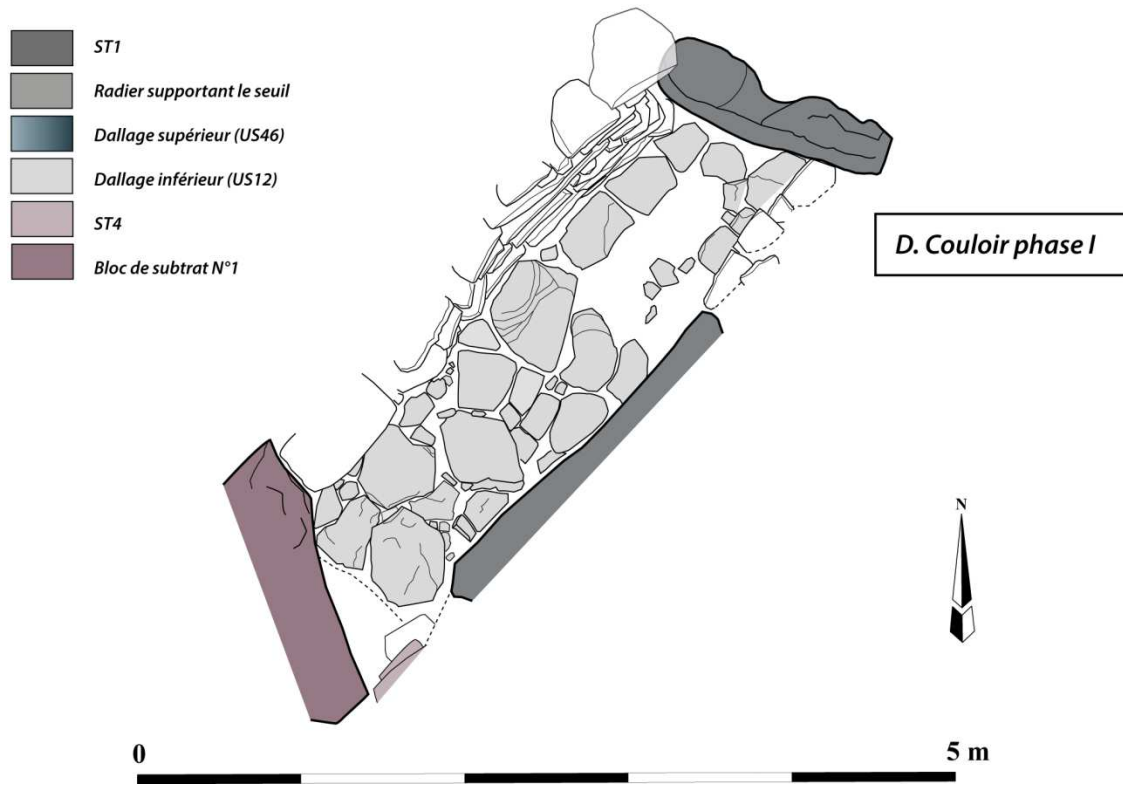 ST1
Radier supportant le seuil
Dallage supérieur (US46)
Dallage inférieur (US12)
ST4
Bloc de subtrat N°1
D. Couloir phase I
N
0
5 m